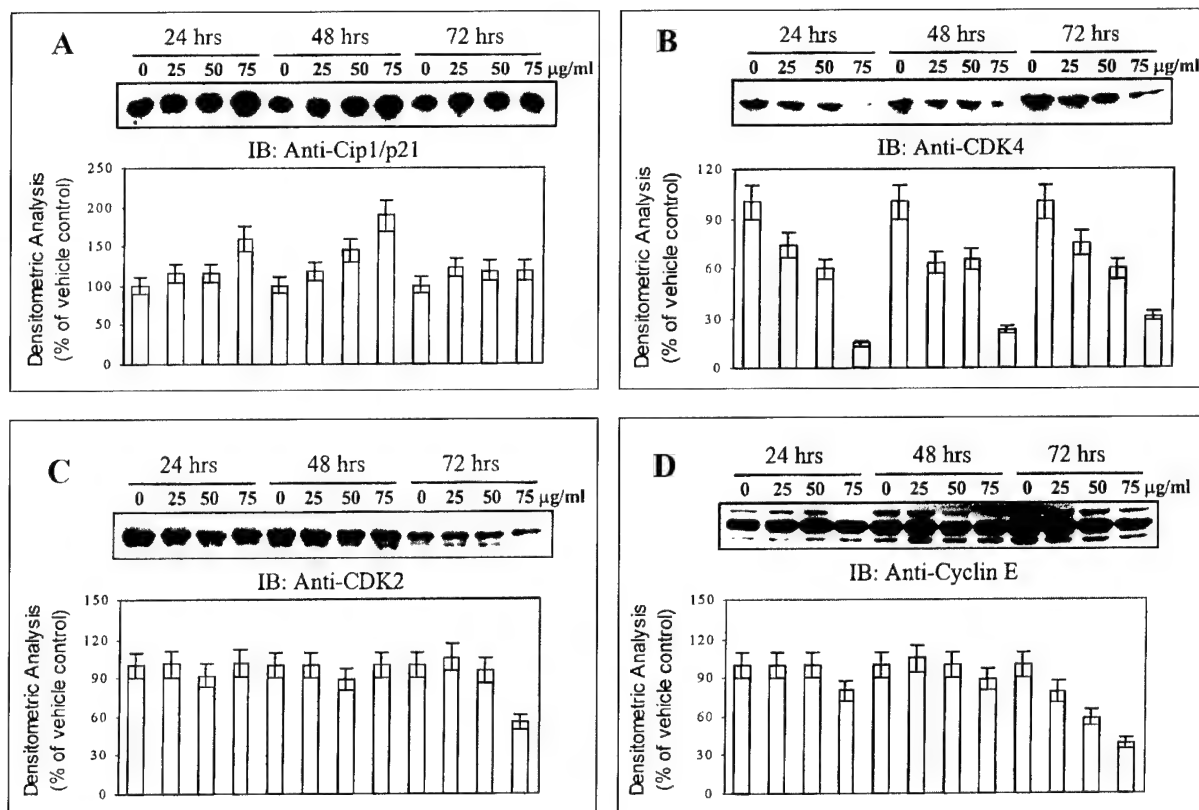 A
24 hrs 48 hrs 72 hrs
0 25 50 75 0 25 50 75 0 25 50 75 µg/ml
IB: Anti-Cip1/p21
Densitometric Analysis
(% of vehicle control)
250
200
150
100
50
0
B
24 hrs 48 hrs 72 hrs
0 25 50 75 0 25 50 75 0 25 50 75 µg/ml
IB: Anti-CDK4
Densitometric Analysis
(% of vehicle control)
120
90
60
30
0
C
24 hrs 48 hrs 72 hrs
0 25 50 75 0 25 50 75 0 25 50 75 µg/ml
IB: Anti-CDK2
Densitometric Analysis
(% of vehicle control)
150
120
90
60
30
0
D
24 hrs 48 hrs 72 hrs
0 25 50 75 0 25 50 75 0 25 50 75 µg/ml
IB: Anti-Cyclin E
Densitometric Analysis
(% of vehicle control)
150
120
90
60
30
0